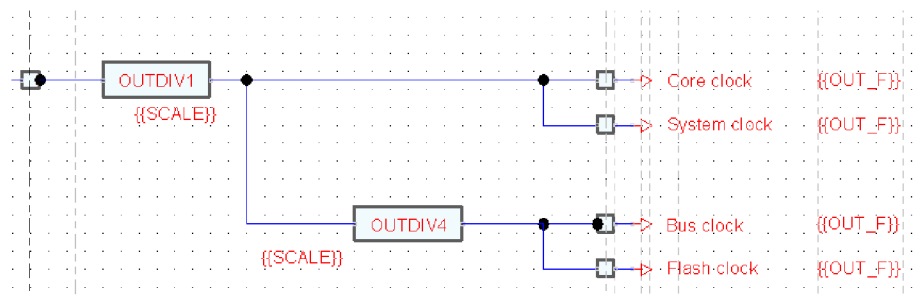 OUTDIV1
{{SCALE}}
Core clock {{OUT_F}}
System clock {{OUT_F}}
OUTDIV4
{{SCALE}}
Bus clock {{OUT_F}}
Flash clock {{OUT_F}}